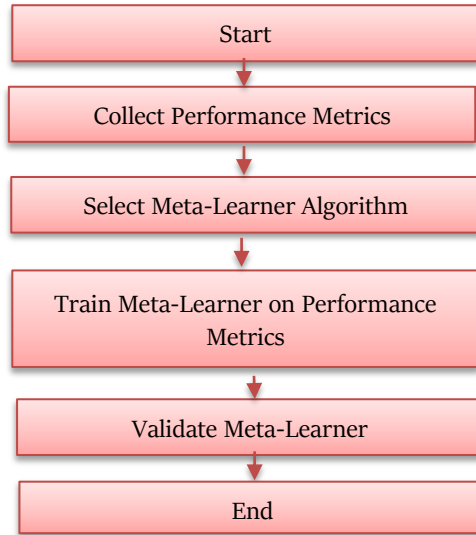 Start
Collect Performance Metrics
Select Meta-Learner Algorithm
Train Meta-Learner on Performance
Metrics
Validate Meta-Learner
End